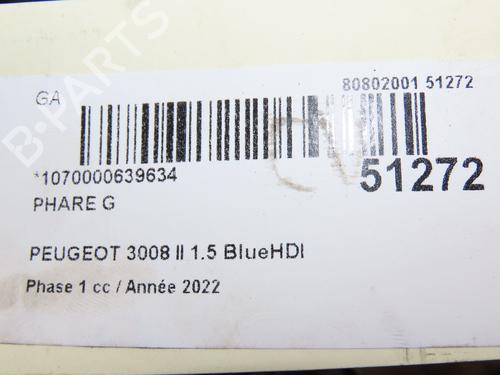 B-PARTS
GA
80802001 51272
*1070000639634
51272
PHARE G
PEUGEOT 3008 II 1.5 BlueHDI
Phase 1 cc / Année 2022